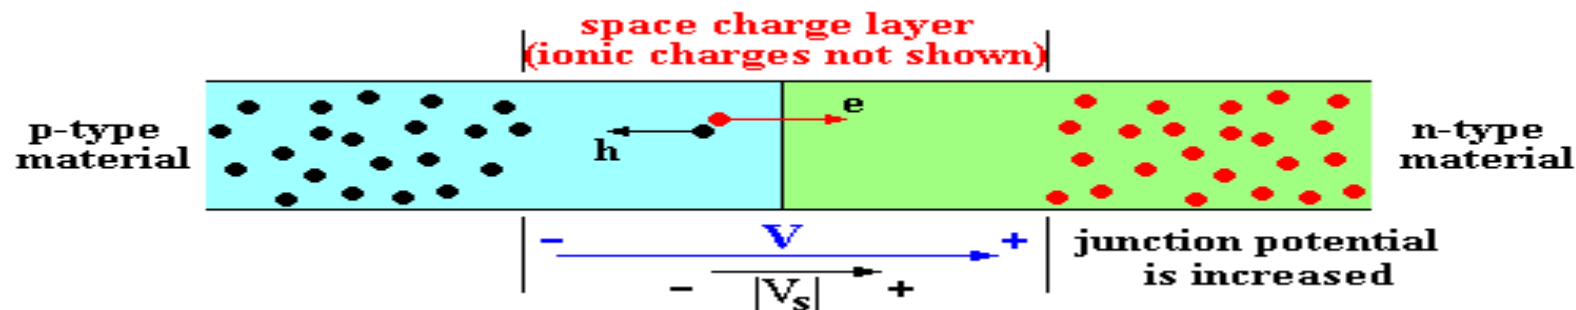 space charge layer
(ionic charges not shown)
p-type
material
h
e
n-type
material
- V +
- |Vs| +
junction potential
is increased